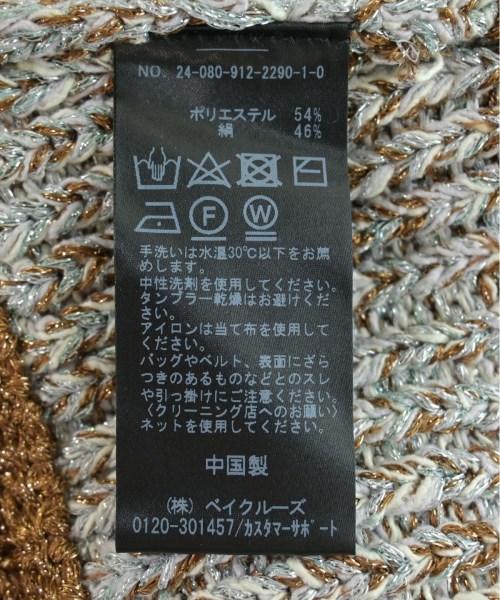 NO. 24-080-912-2290-1-0
ポリエステル 54%
絹 46%
F W
手洗いは水温30℃以下をお薦
めします。
中性洗剤を使用してください。
タンブラー乾燥はお避けくださ
い。
アイロンは当て布を使用して
ください。
バッグやベルト、表面にざら
つきのあるものなどとのスレ
や引っ掛けにご注意ください。
〈クリーニング店へのお願い〉
ネットを使用してください。
中国製
(株) ベイクルーズ
0120-301457/カスタマーサポート